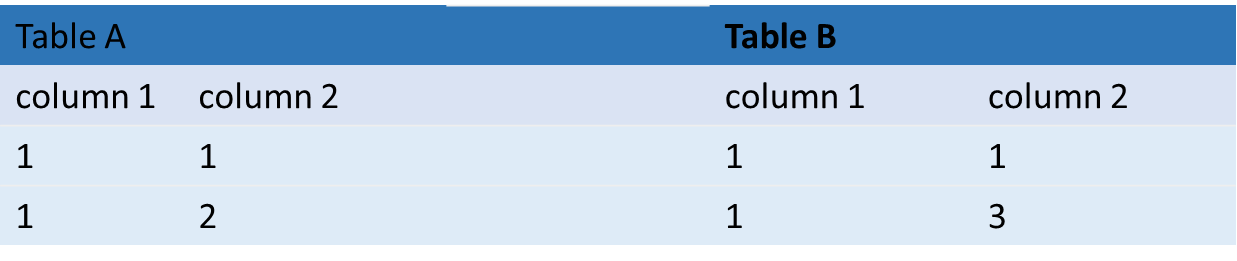 Table A Table B
column 1 column 2 column 1 column 2
1 1 1 1
1 2 1 3